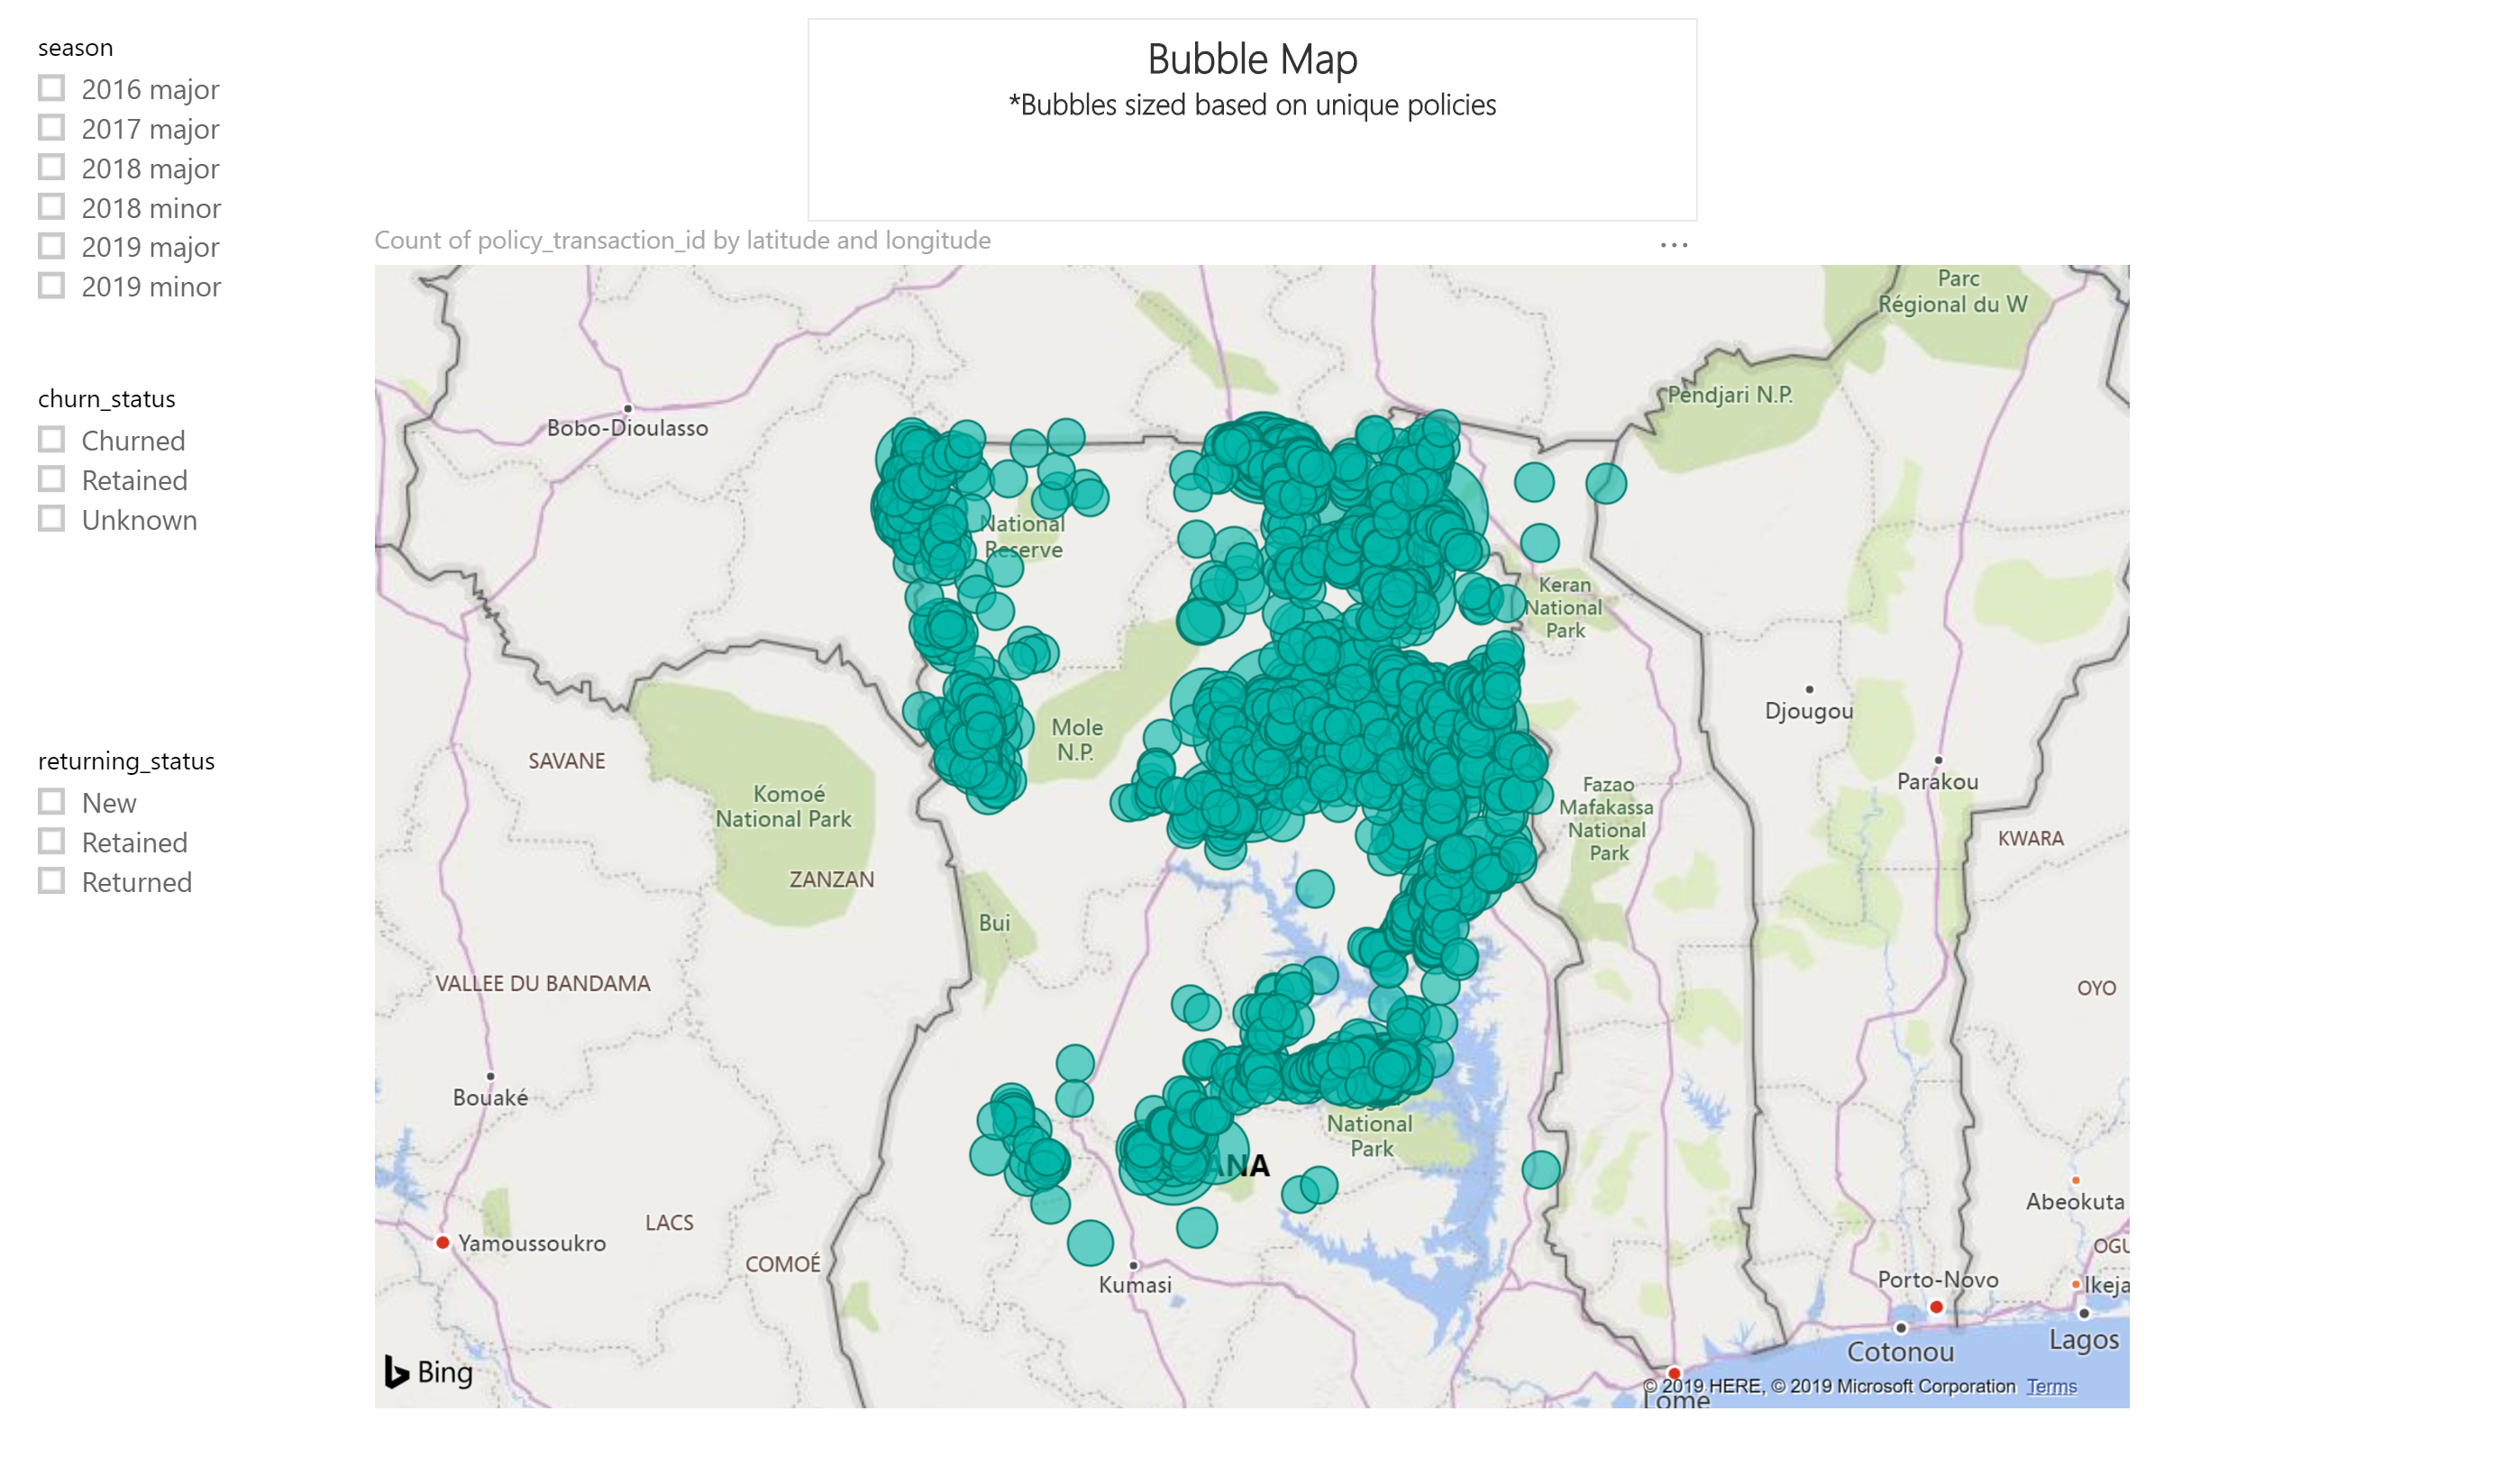 season
2016 major
2017 major
2018 major
2018 minor
2019 major
2019 minor
churn_status
Churned
Retained
Unknown
returning_status
New
Retained
Returned
Bubble Map
*Bubbles sized based on unique policies
Count of policy_transaction_id by latitude and longitude
...
Parc
Régional du W
Pendjari N.P.
Bobo-Dioulasso
National
Reserve
Keran
National
Park
Mole
N.P.
Djougou
SAVANE
Komoé
National Park
Fazao
Mafakassa
National
Park
Parakou
KWARA
ZANZAN
Bui
VALLEE DU BANDAMA
OYO
Bouaké
National
Park
ANA
Abeokuta
LACS
Yamoussoukro
COMOÉ
OGU
Kumasi
Porto-Novo
Ikeja
Lagos
Cotonou
Bing
© 2019 HERE, © 2019 Microsoft Corporation Terms
Lome